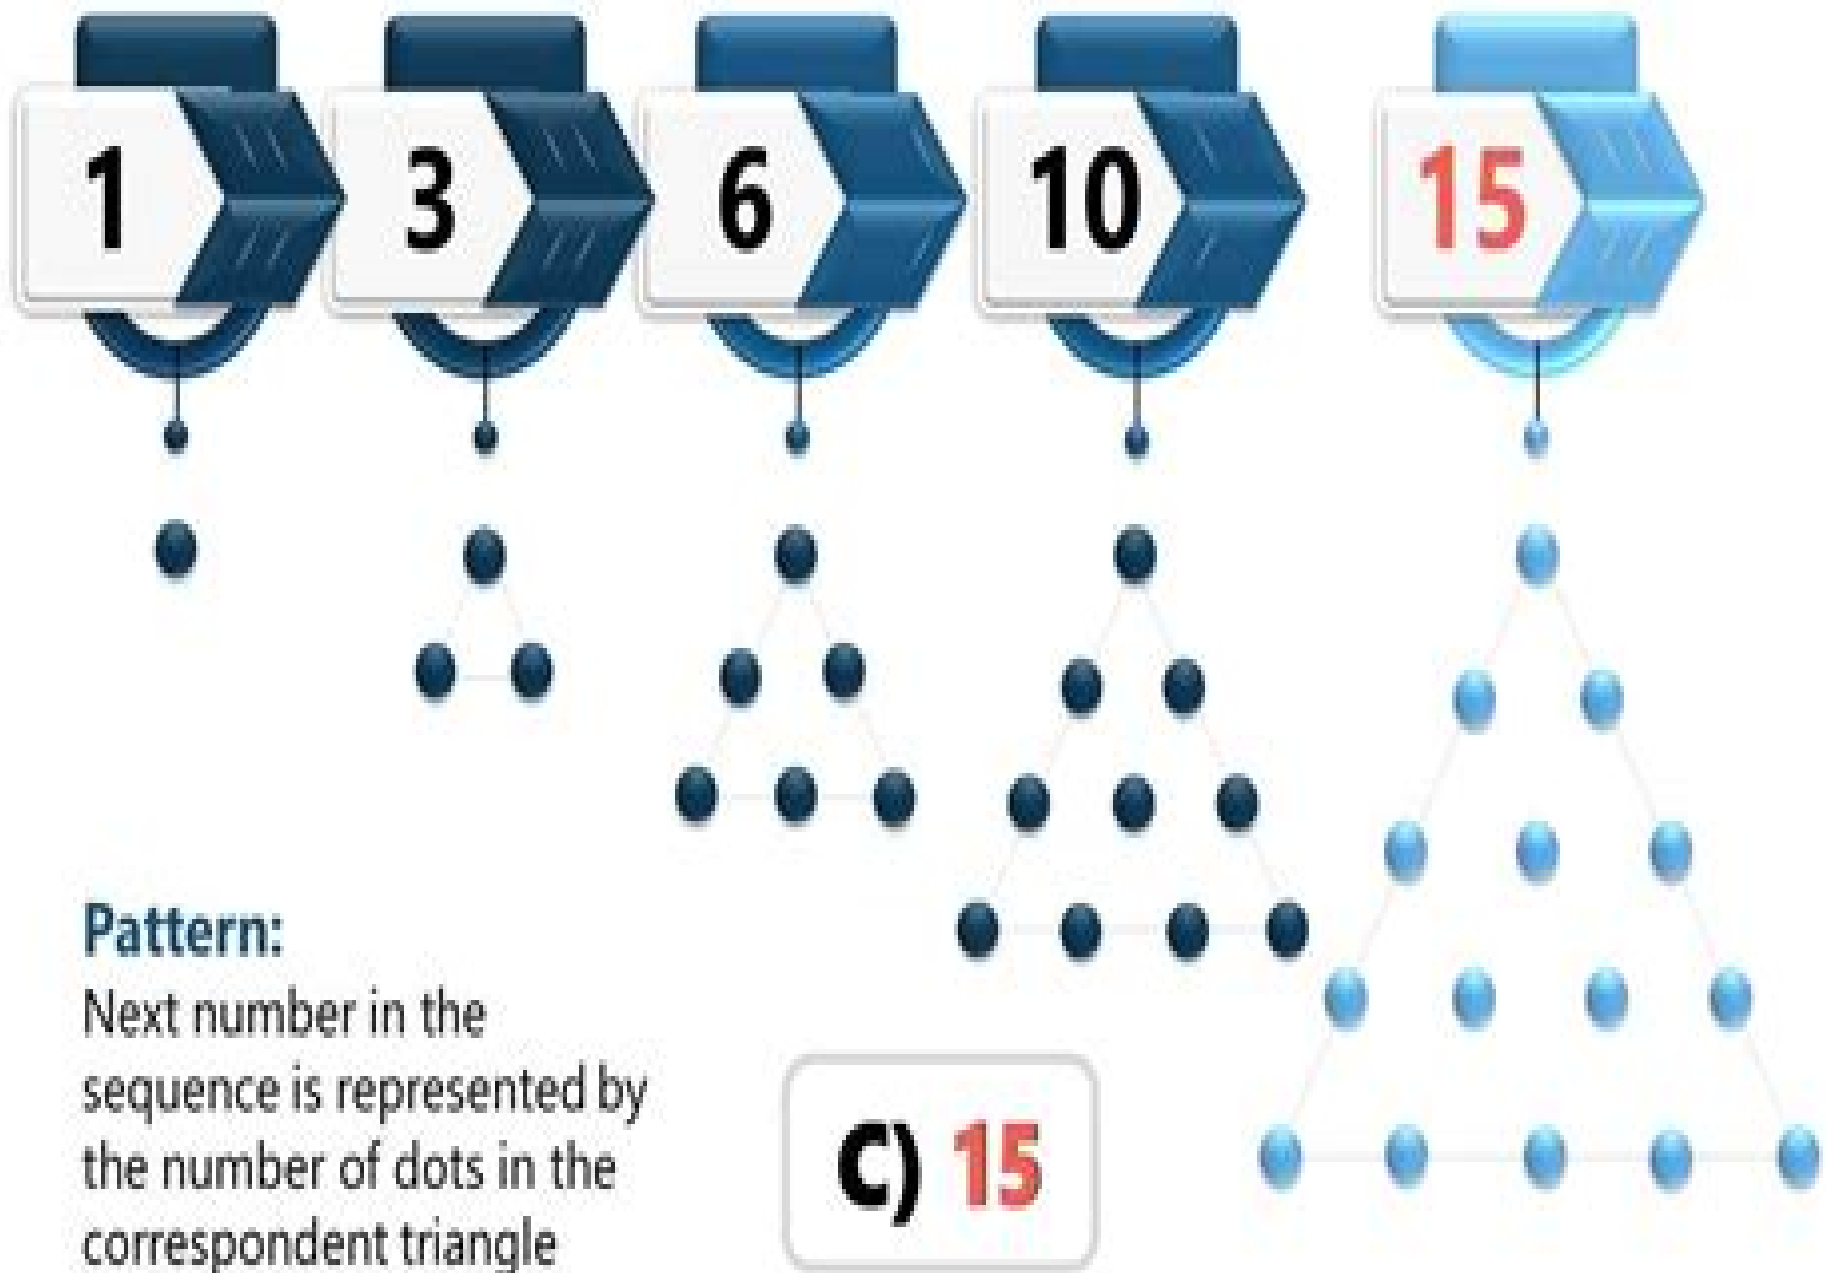 1 3 6 10 15
Pattern:
Next number in the
sequence is represented by
the number of dots in the
correspondent triangle
C) 15